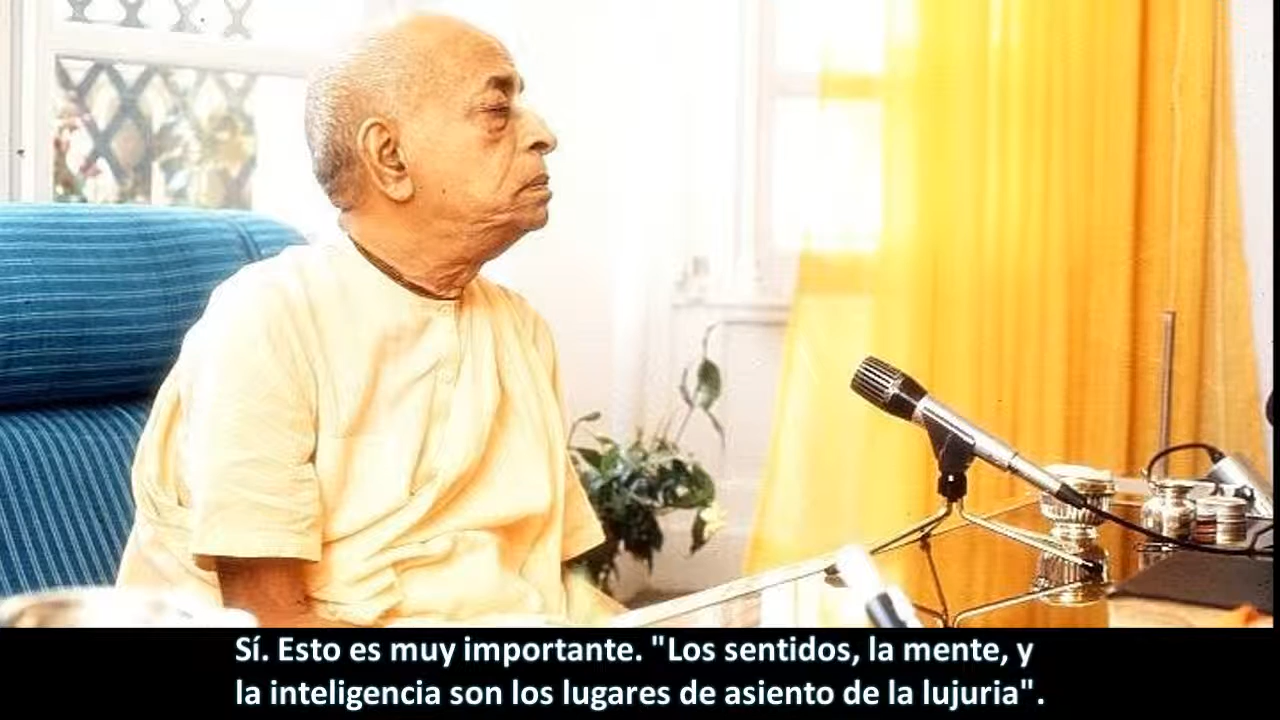 Sí. Esto es muy importante. "Los sentidos, la mente, y
la inteligencia son los lugares de asiento de la lujuria".